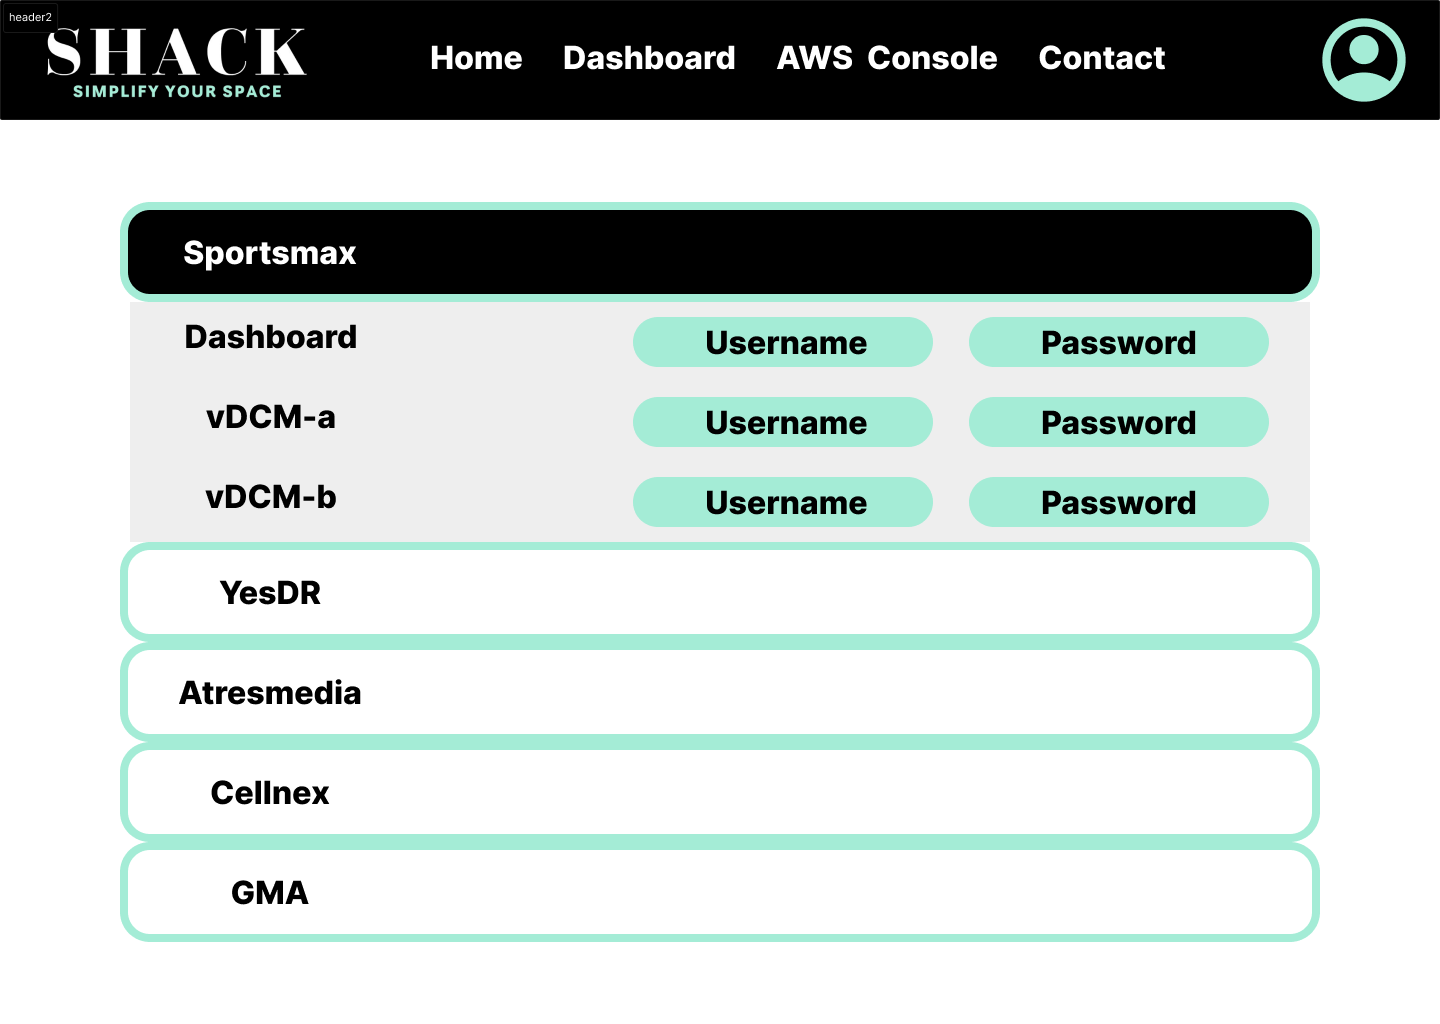 header2
SHACK
SIMPLIFY YOUR SPACE
Home Dashboard AWS Console Contact
Sportsmax
Dashboard Username Password
vDCM-a Username Password
vDCM-b Username Password
YesDR
Atresmedia
Cellnex
GMA